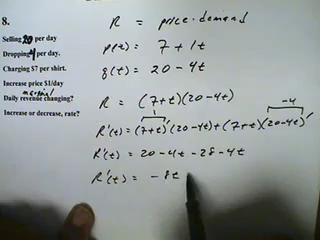 8.
R = price · demand
Selling 20 per day
Dropping 4 per day.
p(t) = 7 + 1t
Charging $7 per shirt.
q(t) = 20 - 4t
Increase price $1/day
marginal
Daily revenue changing?
R = (7+t)(20-4t)
Increase or decrease, rate?
-4
1
R'(t) = (7+t)'(20-4t) + (7+t)(20-4t)'
R'(t) = 20 - 4t - 28 - 4t
R'(t) = -8t